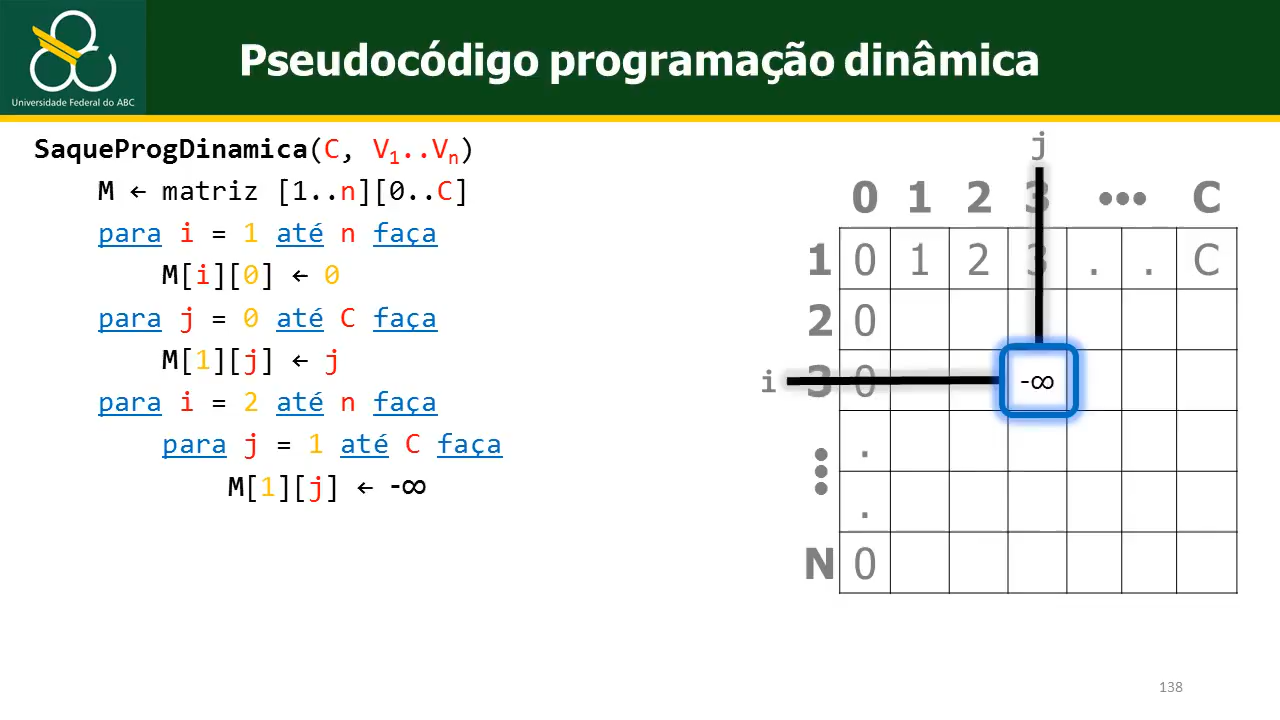 Pseudocódigo programação dinâmica
Universidade Federal do ABC
SaqueProgDinamica(C, V1..Vn)
M ← matriz [1..n][0..C]
para i = 1 até n faça
M[i][0] ← 0
para j = 0 até C faça
M[1][j] ← j
para i = 2 até n faça
para j = 1 até C faça
M[1][j] ← -∞
j
0 1 2 3 ••• C
1 0 1 2 3 . . C
2 0
i 3 0 -∞
.
.
N 0
138